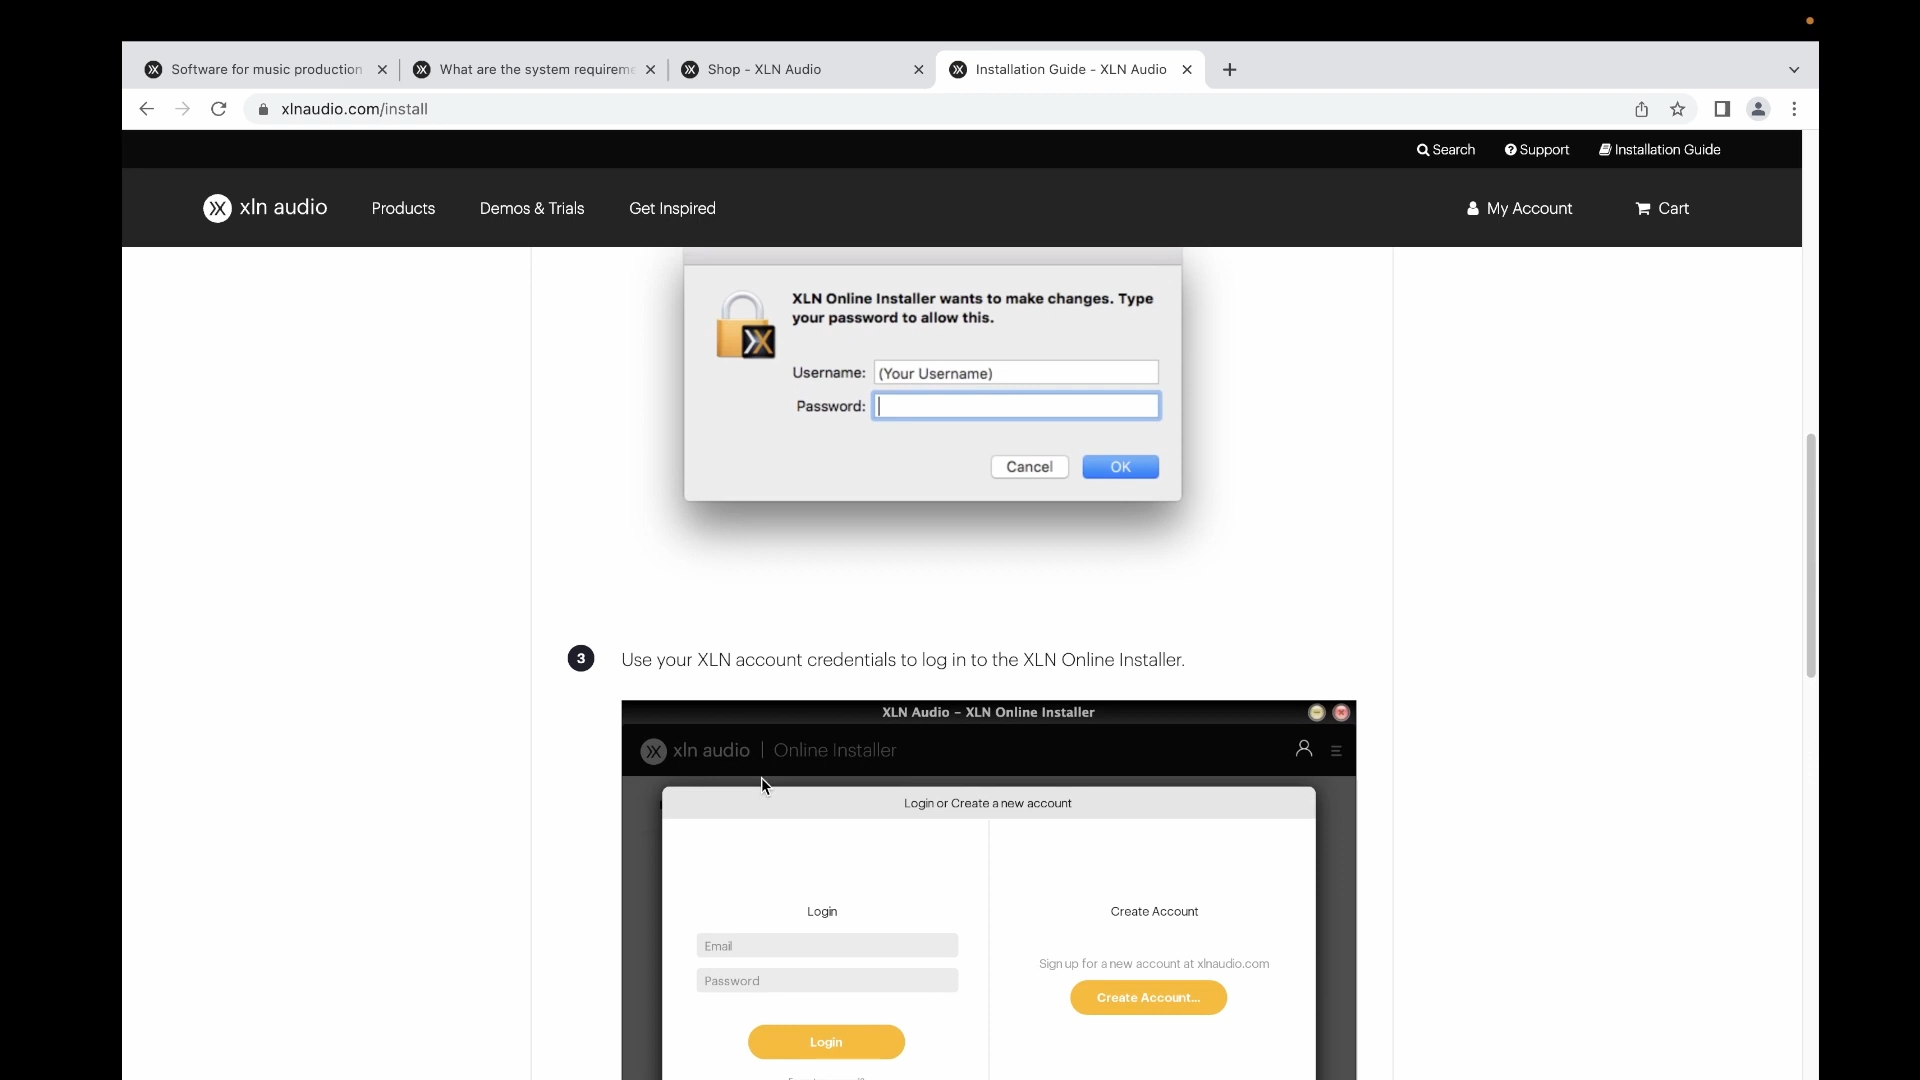 Software for music production
What are the system requireme
Shop - XLN Audio
Installation Guide - XLN Audio
xlnaudio.com/install
Search
Support
Installation Guide
xln audio
Products
Demos & Trials
Get Inspired
My Account
Cart
XLN Online Installer wants to make changes. Type
your password to allow this.
Username: (Your Username)
Password:
Cancel
OK
3 Use your XLN account credentials to log in to the XLN Online Installer.
XLN Audio - XLN Online Installer
xln audio | Online Installer
Login or Create a new account
Login
Email
Password
Login
Create Account
Sign up for a new account at xlnaudio.com
Create Account...